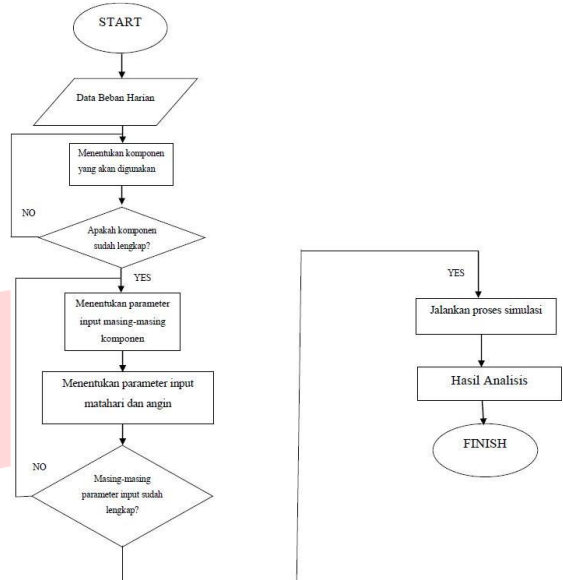 START
Data Beban Harian
Menentukan komponen
yang akan digunakan
NO
Apakah komponen
sudah lengkap?
YES
Menentukan parameter
input masing-masing
komponen
Menentukan parameter input
matahari dan angin
NO
Masing-masing
parameter input sudah
lengkap?
YES
Jalankan proses simulasi
Hasil Analisis
FINISH